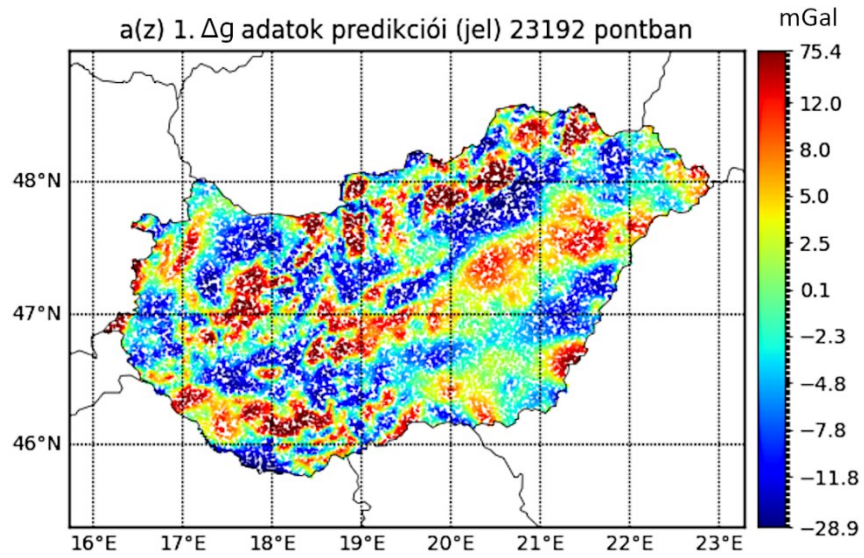 mGal
a(z) 1. Δg adatok predikciói (jel) 23192 pontban
75.4
12.0
8.0
5.0
2.5
0.1
−2.3
−4.8
−7.8
−11.8
−28.9
48°N
47°N
46°N
16°E 17°E 18°E 19°E 20°E 21°E 22°E 23°E